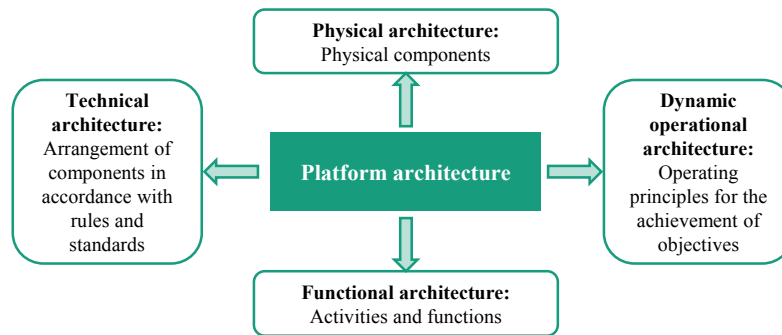 Physical architecture:
Physical components
Technical
architecture:
Arrangement of
components in
accordance with
rules and
standards
Platform architecture
Dynamic
operational
architecture:
Operating
principles for the
achievement of
objectives
Functional architecture:
Activities and functions